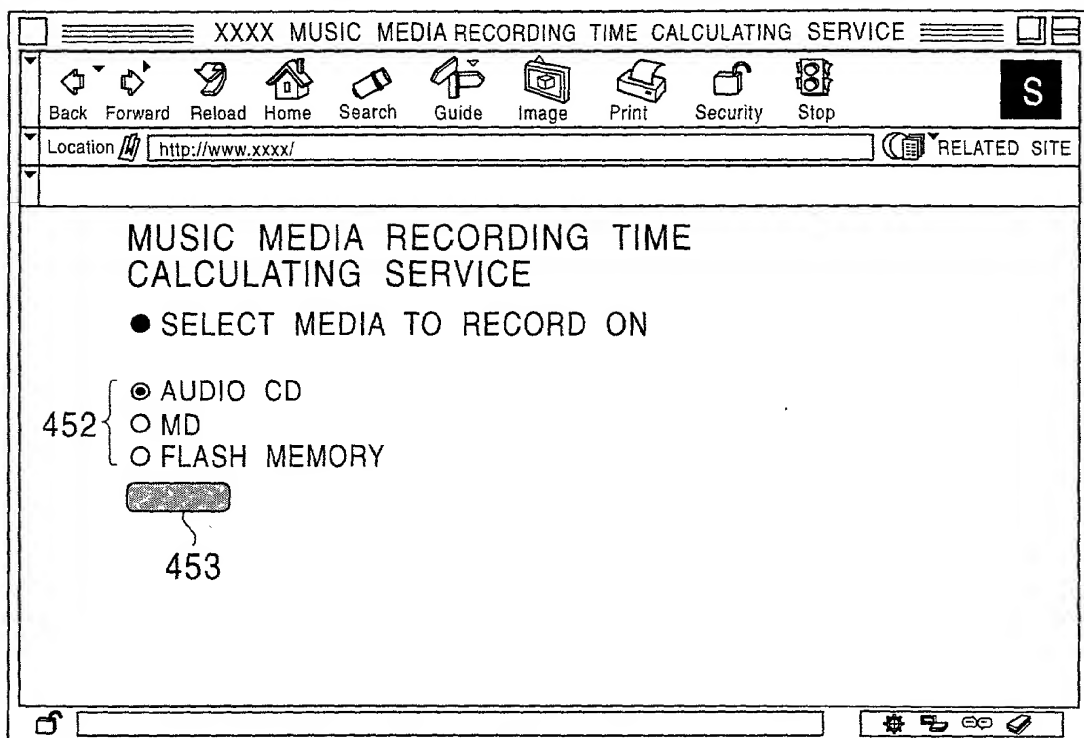 XXXX MUSIC MEDIA RECORDING TIME CALCULATING SERVICE
Back Forward Reload Home Search Guide Image Print Security Stop
S
Location http://www.xxxx/ RELATED SITE
MUSIC MEDIA RECORDING TIME
CALCULATING SERVICE
● SELECT MEDIA TO RECORD ON
AUDIO CD
452 MD
FLASH MEMORY
453